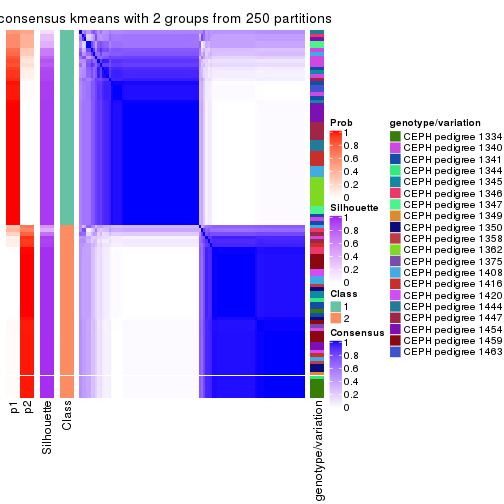 consensus kmeans with 2 groups from 250 partitions
Prob
1
0.8
0.6
0.4
0.2
0
Silhouette
1
0.8
0.6
0.4
0.2
0
Class
1
2
Consensus
1
0.8
0.6
0.4
0.2
0
genotype/variation
CEPH pedigree 1334
CEPH pedigree 1340
CEPH pedigree 1341
CEPH pedigree 1344
CEPH pedigree 1345
CEPH pedigree 1346
CEPH pedigree 1347
CEPH pedigree 1349
CEPH pedigree 1350
CEPH pedigree 1358
CEPH pedigree 1362
CEPH pedigree 1375
CEPH pedigree 1408
CEPH pedigree 1416
CEPH pedigree 1420
CEPH pedigree 1444
CEPH pedigree 1447
CEPH pedigree 1454
CEPH pedigree 1459
CEPH pedigree 1463
p1
p2
Silhouette
Class
genotype/variation